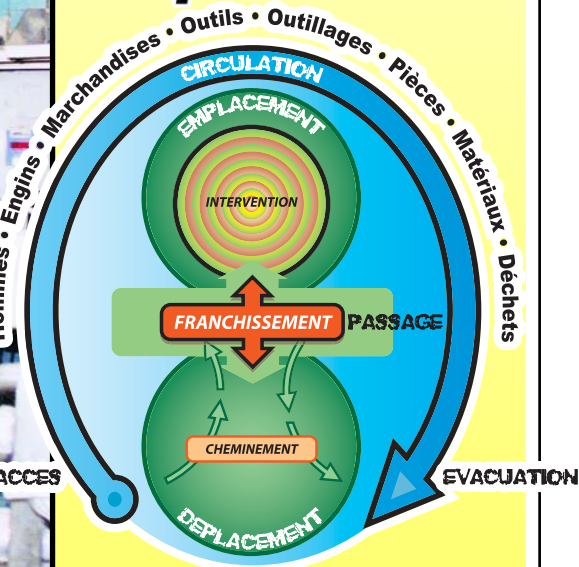 Hommes • Engins • Marchandises • Outils • Outillages • Pièces • Matériaux • Déchets
CIRCULATION
EMPLACEMENT
INTERVENTION
FRANCHISSEMENT
PASSAGE
CHEMINEMENT
ACCES
EVACUATION
DEPLACEMENT